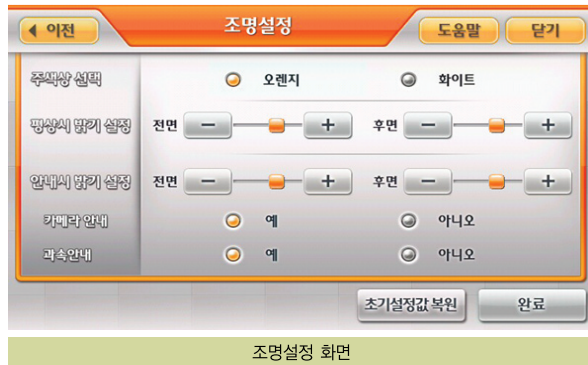 이전 조명설정 도움말 닫기
주색상 선택 오렌지 화이트
평상시 밝기 설정 전면 − + 후면 − +
안내시 밝기 설정 전면 − + 후면 − +
카메라 안내 예 아니오
과속안내 예 아니오
초기설정값 복원 완료
조명설정 화면